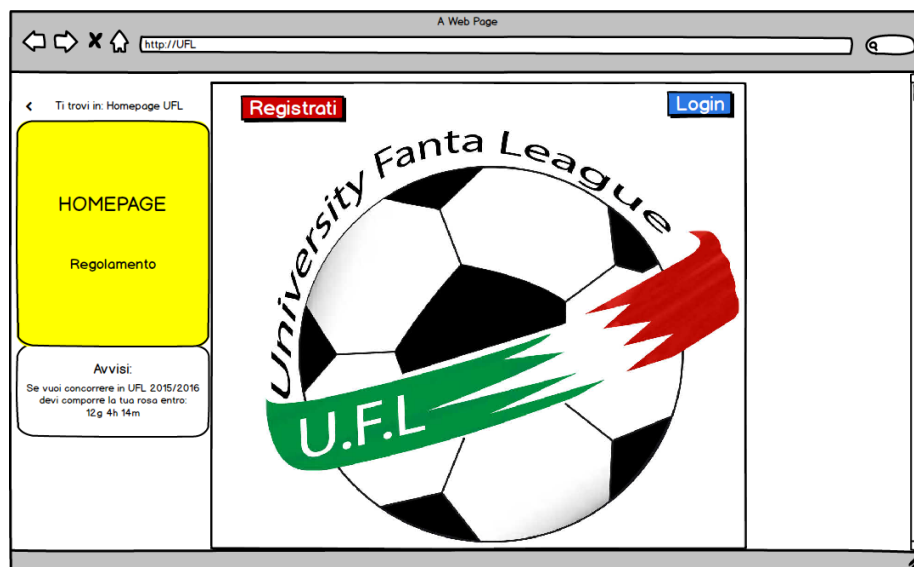 A Web Page
http://UFL
Ti trovi in: Homepage UFL
Registrati
Login
HOMEPAGE
Regolamento
Avvisi:
Se vuoi concorrere in UFL 2015/2016
devi comporre la tua rosa entro:
12g 4h 14m
University Fanta League
U.F.L